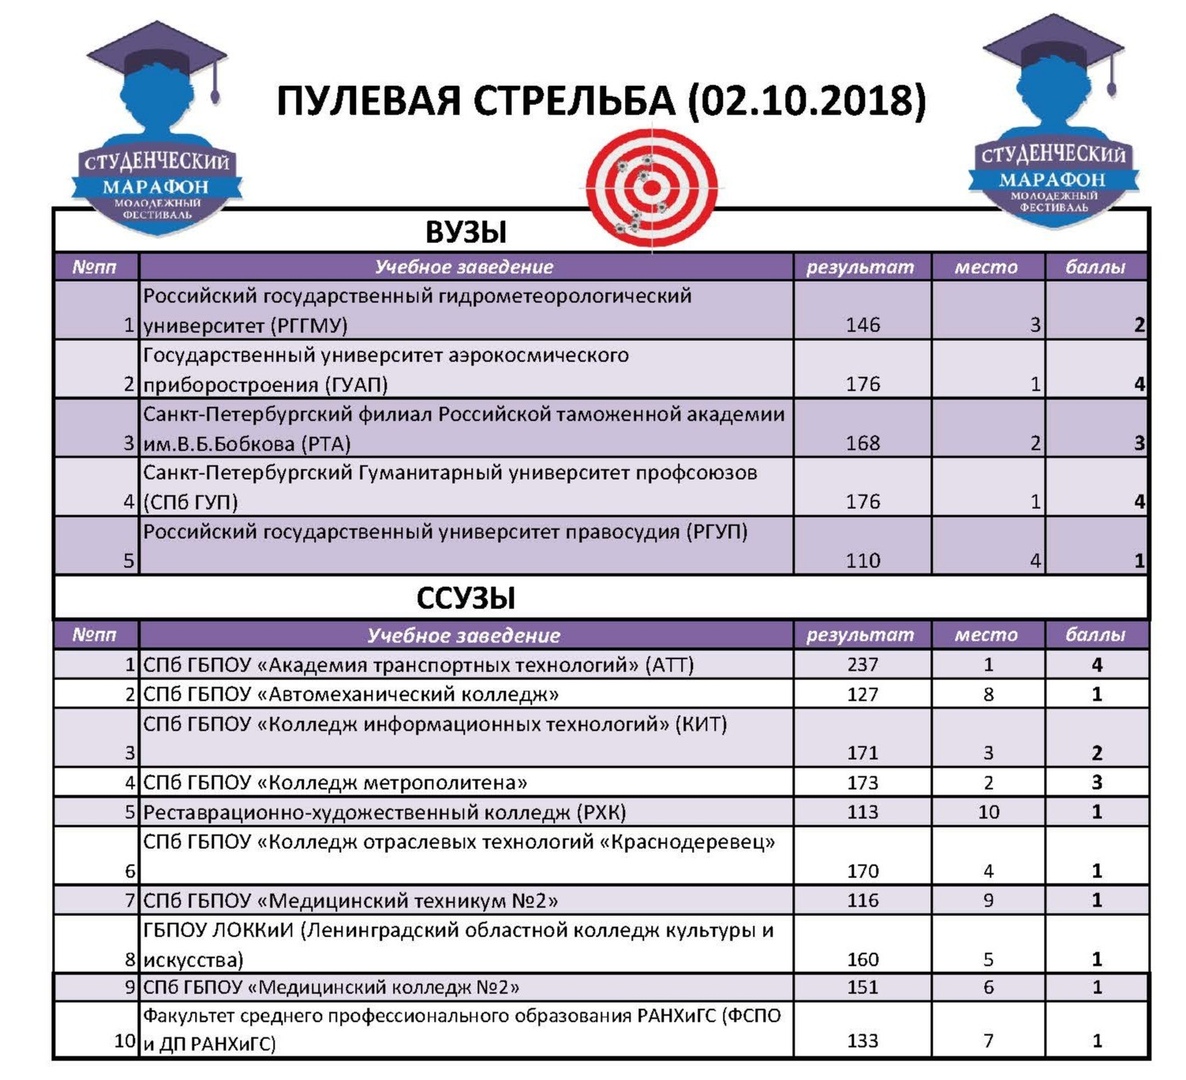 СТУДЕНЧЕСКИЙ
МАРАФОН
МОЛОДЕЖНЫЙ
ФЕСТИВАЛЬ
ПУЛЕВАЯ СТРЕЛЬБА (02.10.2018)
СТУДЕНЧЕСКИЙ
МАРАФОН
МОЛОДЕЖНЫЙ
ФЕСТИВАЛЬ
ВУЗЫ
№пп Учебное заведение результат место баллы
Российский государственный гидрометеорологический
1 университет (РГГМУ) 146 3 2
Государственный университет аэрокосмического
2 приборостроения (ГУАП) 176 1 4
Санкт-Петербургский филиал Российской таможенной академии
3 им.В.Б.Бобкова (РТА) 168 2 3
Санкт-Петербургский Гуманитарный университет профсоюзов
4 (СПб ГУП) 176 1 4
Российский государственный университет правосудия (РГУП)
5 110 4 1
ССУЗЫ
№пп Учебное заведение результат место баллы
1 СПб ГБПОУ «Академия транспортных технологий» (АТТ) 237 1 4
2 СПб ГБПОУ «Автомеханический колледж» 127 8 1
СПб ГБПОУ «Колледж информационных технологий» (КИТ)
3 171 3 2
4 СПб ГБПОУ «Колледж метрополитена» 173 2 3
5 Реставрационно-художественный колледж (РХК) 113 10 1
СПб ГБПОУ «Колледж отраслевых технологий «Краснодеревец»
6 170 4 1
7 СПб ГБПОУ «Медицинский техникум №2» 116 9 1
ГБПОУ ЛОККиИ (Ленинградский областной колледж культуры и
8 искусства) 160 5 1
9 СПб ГБПОУ «Медицинский колледж №2» 151 6 1
Факультет среднего профессионального образования РАНХиГС (ФСПО
10 и ДП РАНХиГС) 133 7 1